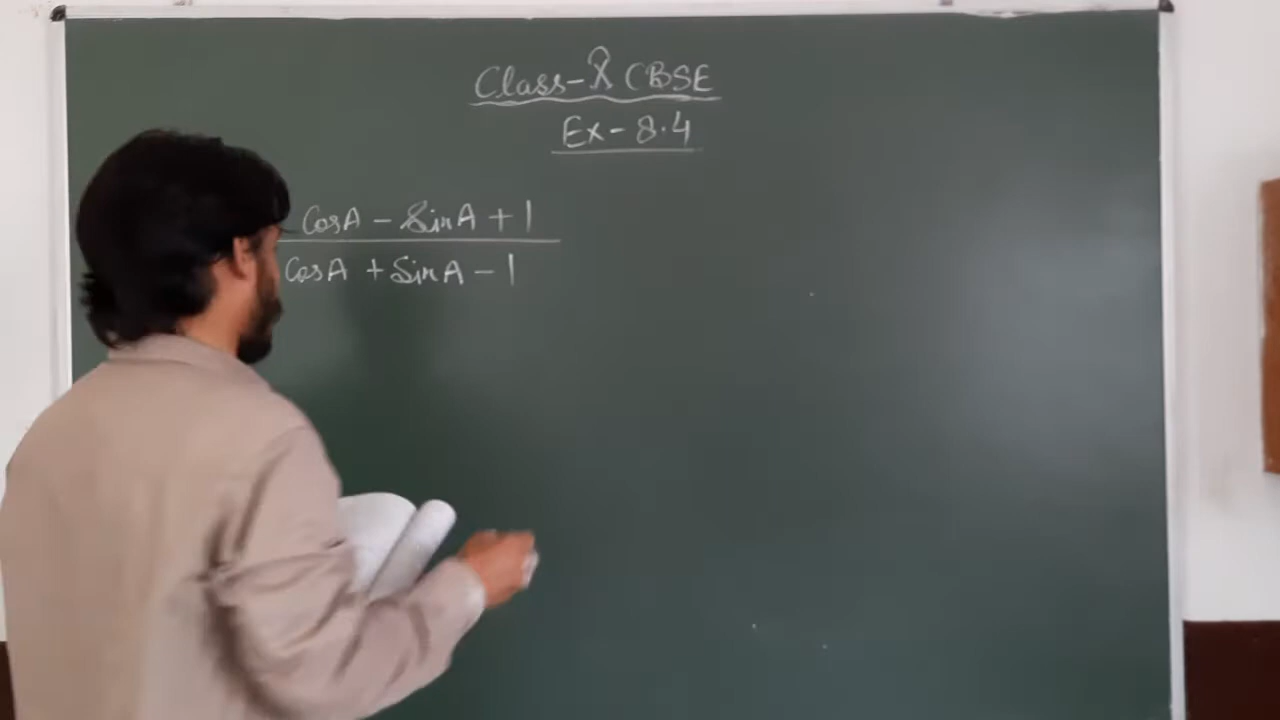 Class-X CBSE
Ex-8.4
CosA - SinA + 1
CosA + SinA - 1